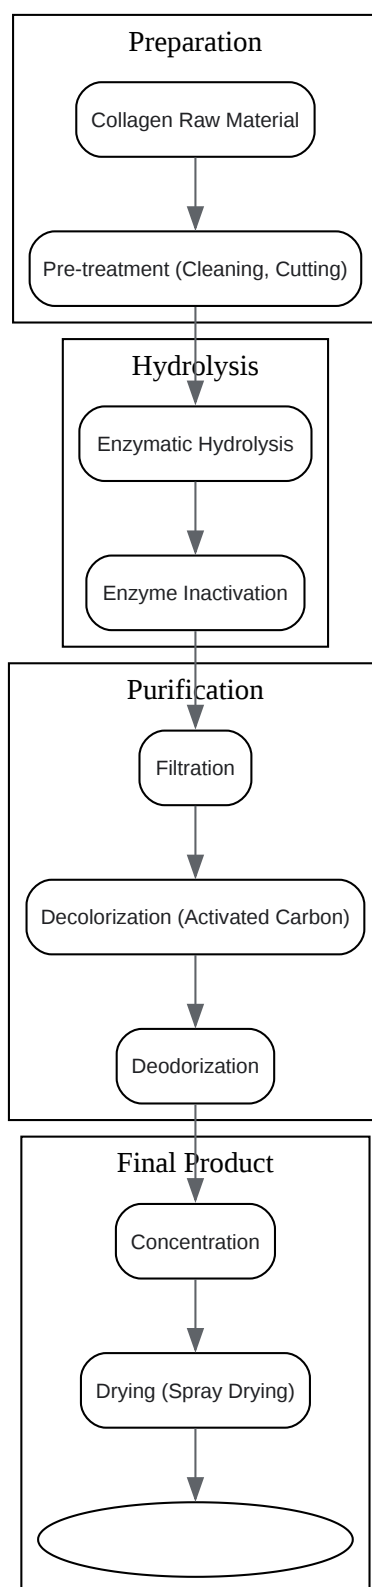 Preparation
Collagen Raw Material
Pre-treatment (Cleaning, Cutting)
Hydrolysis
Enzymatic Hydrolysis
Enzyme Inactivation
Purification
Filtration
Decolorization (Activated Carbon)
Deodorization
Final Product
Concentration
Drying (Spray Drying)